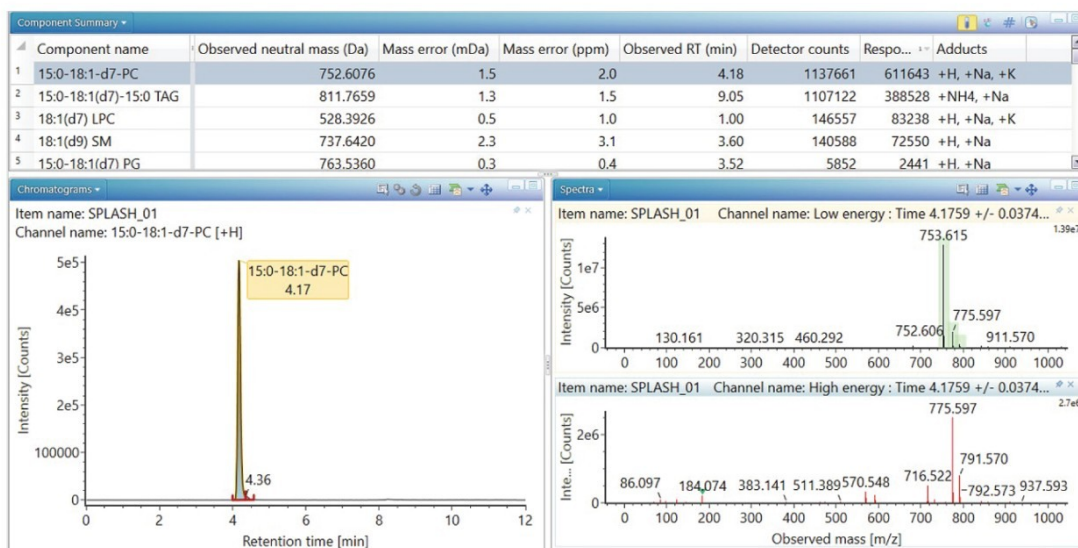 Component Summary
Component name Observed neutral mass (Da) Mass error (mDa) Mass error (ppm) Observed RT (min) Detector counts Respo... Adducts
1 15:0-18:1-d7-PC 752.6076 1.5 2.0 4.18 1137661 611643 +H, +Na, +K
2 15:0-18:1(d7)-15:0 TAG 811.7659 1.3 1.5 9.05 1107122 388528 +NH4, +Na
3 18:1(d7) LPC 528.3926 0.5 1.0 1.00 146557 83238 +H, +Na, +K
4 18:1(d9) SM 737.6420 2.3 3.1 3.60 140588 72550 +H, +Na
5 15:0-18:1(d7) PG 763.5360 0.3 0.4 3.52 5852 2441 +H, +Na
Chromatograms
Item name: SPLASH_01
Channel name: 15:0-18:1-d7-PC [+H]
15:0-18:1-d7-PC
4.17
4.36
Intensity [Counts]
5e5
4e5
3e5
2e5
100000
0
0 2 4 6 8 10 12
Retention time [min]
Spectra
Item name: SPLASH_01 Channel name: Low energy : Time 4.1759 +/- 0.0374...
1.39e7
753.615
775.597
752.606
911.570
130.161 320.315 460.292
Intensity [Counts]
1e7
5e6
0
0 100 200 300 400 500 600 700 800 900 1000
Item name: SPLASH_01 Channel name: High energy : Time 4.1759 +/- 0.0374...
2.7e6
775.597
791.570
716.522
792.573
937.593
86.097 184.074 383.141 511.389 570.548
Inte... [Counts]
2e6
0
0 100 200 300 400 500 600 700 800 900 1000
Observed mass [m/z]